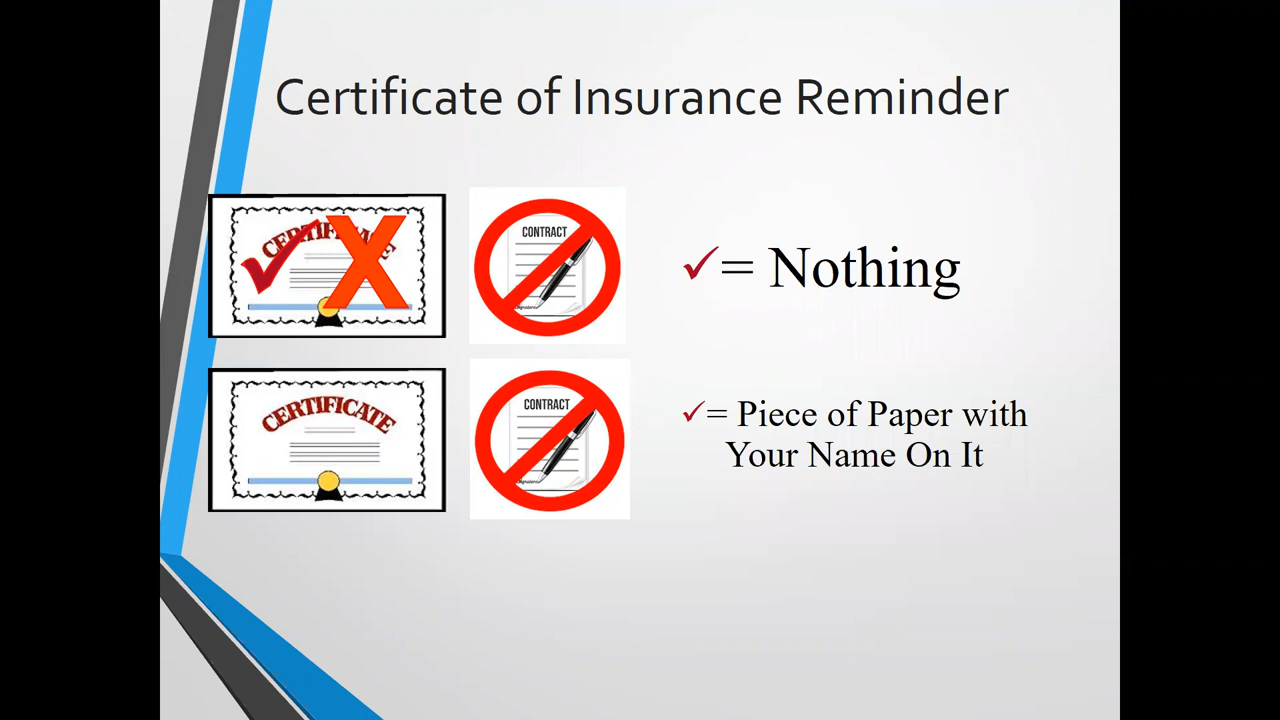 Certificate of Insurance Reminder
CERTIFICATE
CONTRACT
✓= Nothing
CERTIFICATE
CONTRACT
✓= Piece of Paper with
Your Name On It